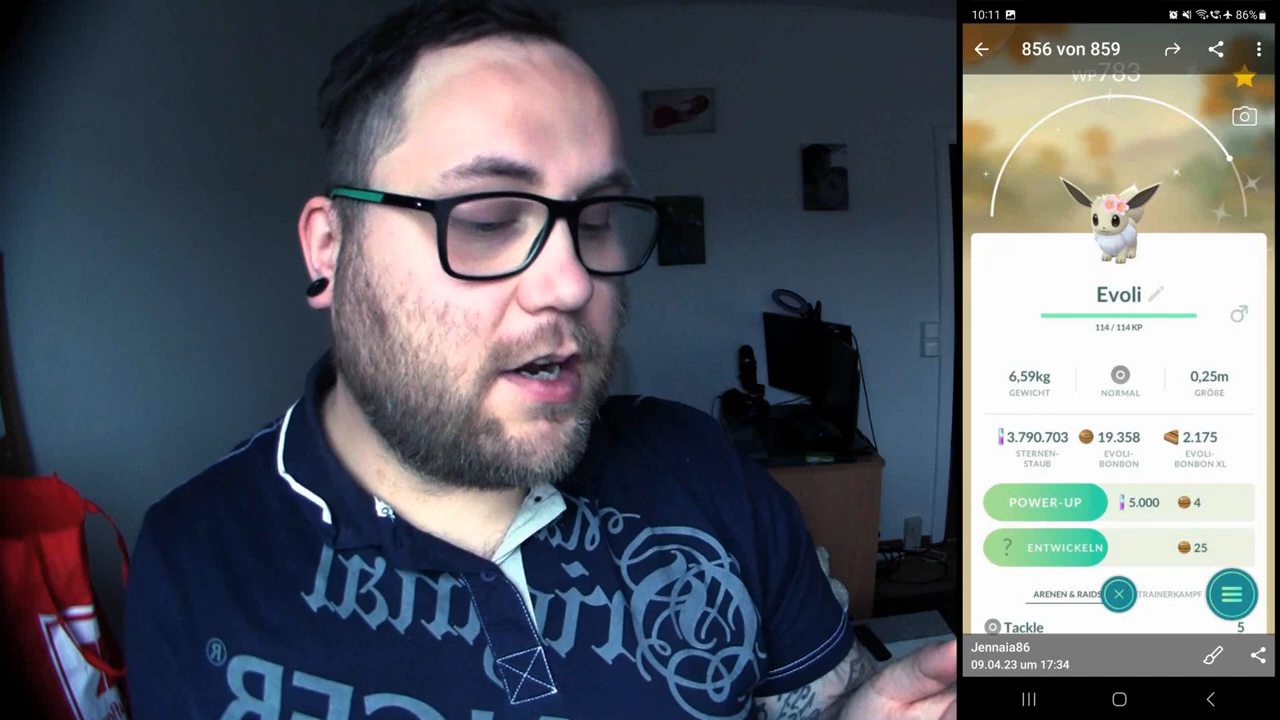 10:11
86%
856 von 859
WP783
Evoli
114 / 114 KP
6,59kg
GEWICHT
NORMAL
0,25m
GRÖßE
3.790.703
STERNEN-
STAUB
19.358
EVOLI-
BONBON
2.175
EVOLI-
BONBON XL
POWER-UP
5.000
4
? ENTWICKELN
25
ARENEN & RAIDS
TRAINERKAMPF
Tackle
5
Jennaia86
09.04.23 um 17:34
®